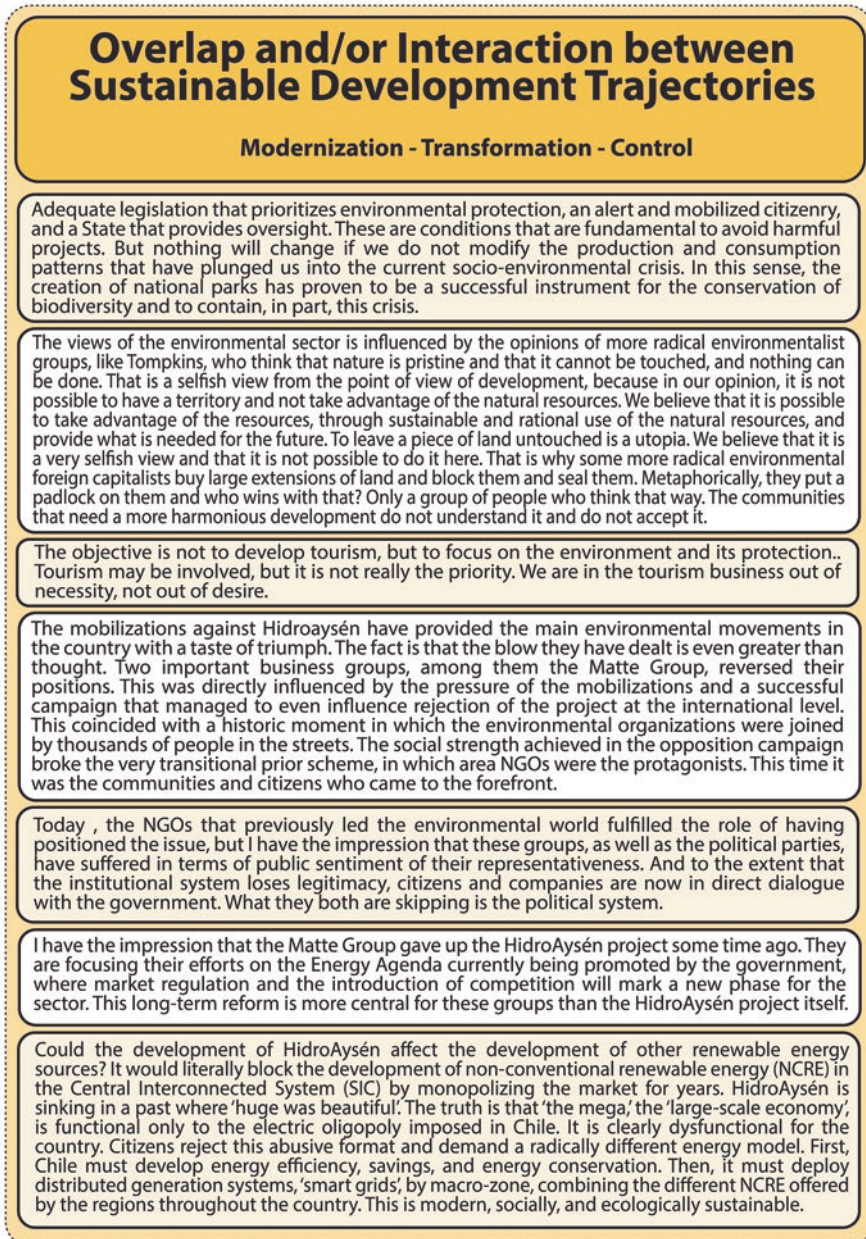 Overlap and/or Interaction between
Sustainable Development Trajectories
Modernization - Transformation - Control
Adequate legislation that prioritizes environmental protection, an alert and mobilized citizenry,
and a State that provides oversight. These are conditions that are fundamental to avoid harmful
projects. But nothing will change if we do not modify the production and consumption
patterns that have plunged us into the current socio-environmental crisis. In this sense, the
creation of national parks has proven to be a successful instrument for the conservation of
biodiversity and to contain, in part, this crisis.
The views of the environmental sector is influenced by the opinions of more radical environmentalist
groups, like Tompkins, who think that nature is pristine and that it cannot be touched, and nothing can
be done. That is a selfish view from the point of view of development, because in our opinion, it is not
possible to have a territory and not take advantage of the natural resources. We believe that it is possible
to take advantage of the resources, through sustainable and rational use of the natural resources, and
provide what is needed for the future. To leave a piece of land untouched is a utopia. We believe that it is
a very selfish view and that it is not possible to do it here. That is why some more radical environmental
foreign capitalists buy large extensions of land and block them and seal them. Metaphorically, they put a
padlock on them and who wins with that? Only a group of people who think that way. The communities
that need a more harmonious development do not understand it and do not accept it.
The objective is not to develop tourism, but to focus on the environment and its protection..
Tourism may be involved, but it is not really the priority. We are in the tourism business out of
necessity, not out of desire.
The mobilizations against Hidroaysén have provided the main environmental movements in
the country with a taste of triumph. The fact is that the blow they have dealt is even greater than
thought. Two important business groups, among them the Matte Group, reversed their
positions. This was directly influenced by the pressure of the mobilizations and a successful
campaign that managed to even influence rejection of the project at the international level.
This coincided with a historic moment in which the environmental organizations were joined
by thousands of people in the streets. The social strength achieved in the opposition campaign
broke the very transitional prior scheme, in which area NGOs were the protagonists. This time it
was the communities and citizens who came to the forefront.
Today , the NGOs that previously led the environmental world fulfilled the role of having
positioned the issue, but I have the impression that these groups, as well as the political parties,
have suffered in terms of public sentiment of their representativeness. And to the extent that
the institutional system loses legitimacy, citizens and companies are now in direct dialogue
with the government. What they both are skipping is the political system.
I have the impression that the Matte Group gave up the HidroAysén project some time ago. They
are focusing their efforts on the Energy Agenda currently being promoted by the government,
where market regulation and the introduction of competition will mark a new phase for the
sector. This long-term reform is more central for these groups than the HidroAysén project itself.
Could the development of HidroAysén affect the development of other renewable energy
sources? It would literally block the development of non-conventional renewable energy (NCRE) in
the Central Interconnected System (SIC) by monopolizing the market for years. HidroAysén is
sinking in a past where 'huge was beautiful'. The truth is that 'the mega,' the 'large-scale economy',
is functional only to the electric oligopoly imposed in Chile. It is clearly dysfunctional for the
country. Citizens reject this abusive format and demand a radically different energy model. First,
Chile must develop energy efficiency, savings, and energy conservation. Then, it must deploy
distributed generation systems, 'smart grids', by macro-zone, combining the different NCRE offered
by the regions throughout the country. This is modern, socially, and ecologically sustainable.